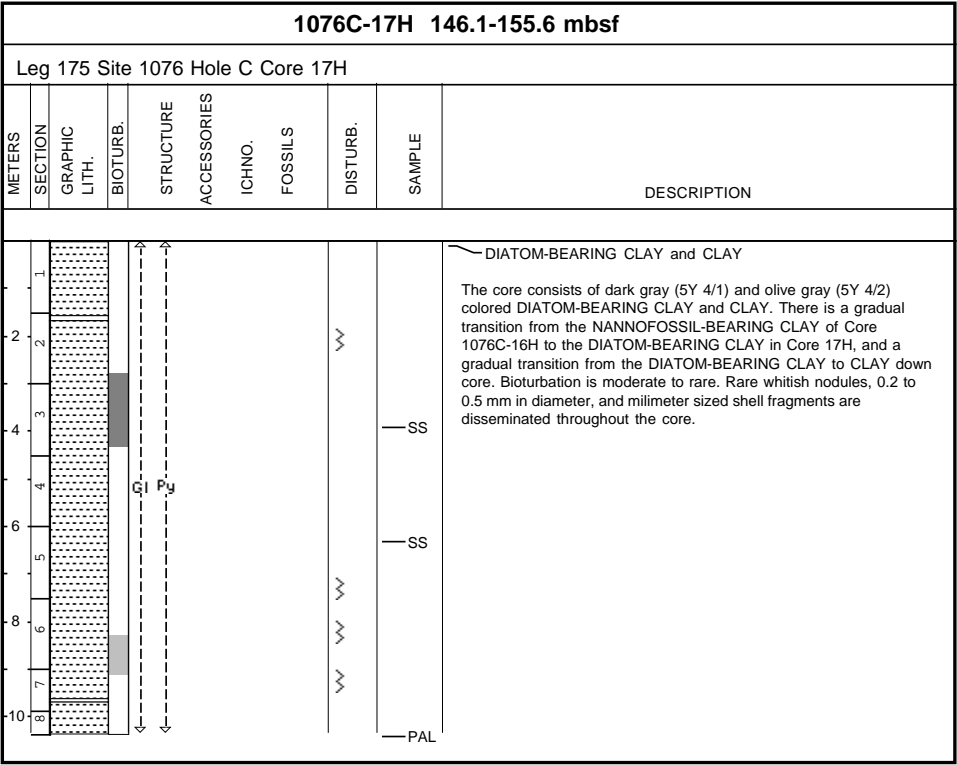 1076C-17H 146.1-155.6 mbsf
Leg 175 Site 1076 Hole C Core 17H
METERS
SECTION
GRAPHIC
LITH.
BIOTURB.
STRUCTURE
ACCESSORIES
ICHNO.
FOSSILS
DISTURB.
SAMPLE
DESCRIPTION
DIATOM-BEARING CLAY and CLAY
The core consists of dark gray (5Y 4/1) and olive gray (5Y 4/2)
colored DIATOM-BEARING CLAY and CLAY. There is a gradual
transition from the NANNOFOSSIL-BEARING CLAY of Core
1076C-16H to the DIATOM-BEARING CLAY in Core 17H, and a
gradual transition from the DIATOM-BEARING CLAY to CLAY down
core. Bioturbation is moderate to rare. Rare whitish nodules, 0.2 to
0.5 mm in diameter, and milimeter sized shell fragments are
disseminated throughout the core.
1
2
2
3
4
SS
4
Gl Py
6
SS
5
8
6
7
10
8
PAL